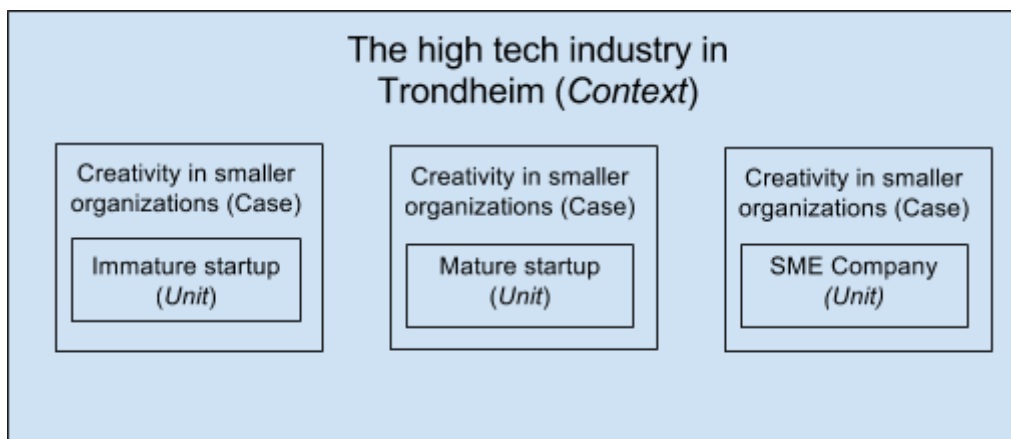 The high tech industry in
Trondheim (Context)
Creativity in smaller
organizations (Case)
Immature startup
(Unit)
Creativity in smaller
organizations (Case)
Mature startup
(Unit)
Creativity in smaller
organizations (Case)
SME Company
(Unit)